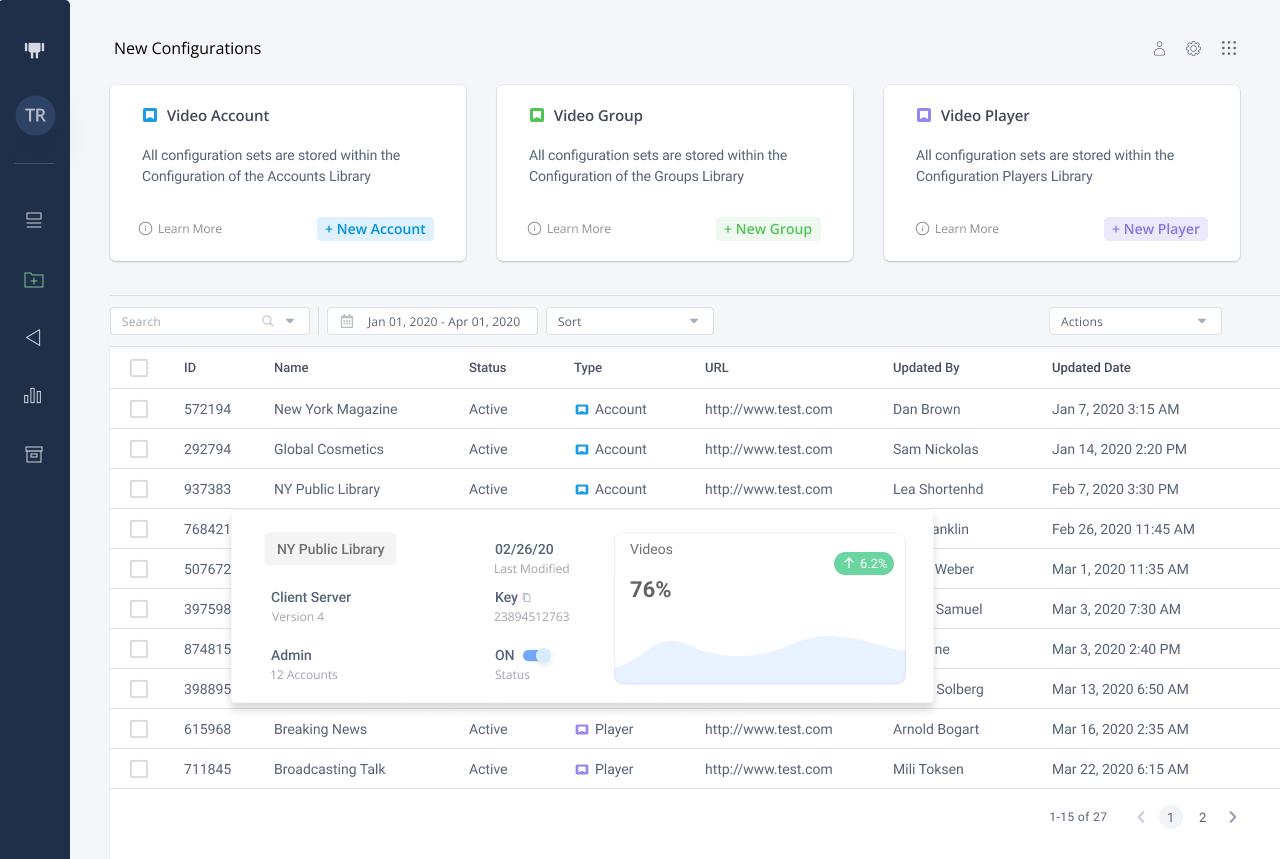 New Configurations
TR
Video Account
All configuration sets are stored within the
Configuration of the Accounts Library
Learn More
+ New Account
Video Group
All configuration sets are stored within the
Configuration of the Groups Library
Learn More
+ New Group
Video Player
All configuration sets are stored within the
Configuration Players Library
Learn More
+ New Player
Search
Jan 01, 2020 - Apr 01, 2020
Sort
Actions
ID Name Status Type URL Updated By Updated Date
572194 New York Magazine Active Account http://www.test.com Dan Brown Jan 7, 2020 3:15 AM
292794 Global Cosmetics Active Account http://www.test.com Sam Nickolas Jan 14, 2020 2:20 PM
937383 NY Public Library Active Account http://www.test.com Lea Shortenhd Feb 7, 2020 3:30 PM
768421 anklin Feb 26, 2020 11:45 AM
507672 Weber Mar 1, 2020 11:35 AM
397598 Samuel Mar 3, 2020 7:30 AM
874815 ne Mar 3, 2020 2:40 PM
398895 Solberg Mar 13, 2020 6:50 AM
NY Public Library
Client Server
Version 4
Admin
12 Accounts
02/26/20
Last Modified
Key
23894512763
ON
Status
Videos
6.2%
76%
615968 Breaking News Active Player http://www.test.com Arnold Bogart Mar 16, 2020 2:35 AM
711845 Broadcasting Talk Active Player http://www.test.com Mili Toksen Mar 22, 2020 6:15 AM
1-15 of 27 1 2